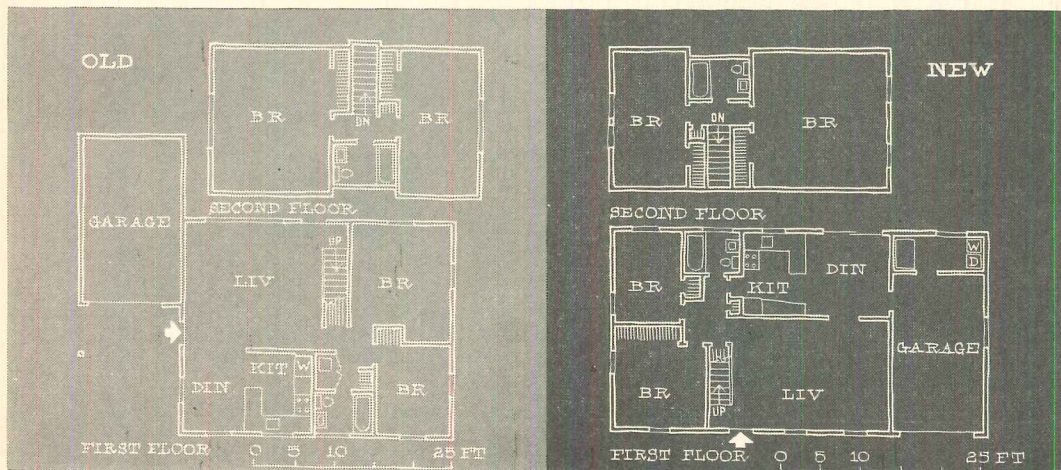 OLD
BR
DN
BR
SECOND FLOOR
GARAGE
UP
LIV
BR
DIN
KIT
W
BR
FIRST FLOOR
0 5 10 25 FT
NEW
BR
DN
BR
SECOND FLOOR
W
D
DIN
BR
KIT
GARAGE
BR
UP
LIV
FIRST FLOOR
0 5 10 25 FT